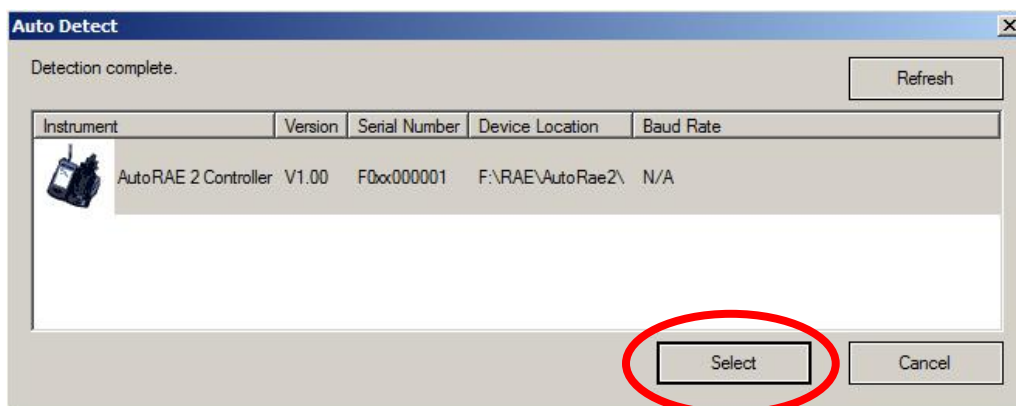 Auto Detect
Detection complete.
Refresh
Instrument Version Serial Number Device Location Baud Rate
AutoRAE 2 Controller V1.00 F0xx000001 F:\RAE\AutoRae2\ N/A
Select Cancel